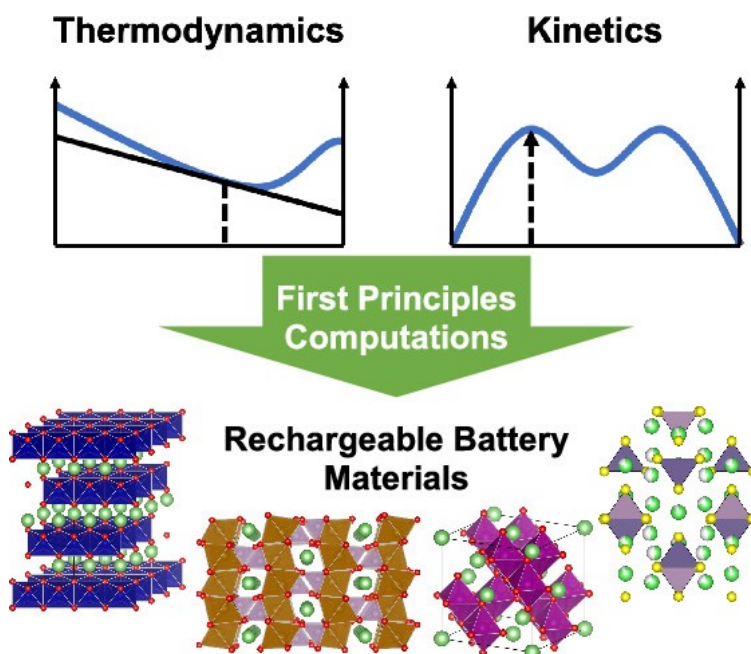 Thermodynamics
Kinetics
First Principles
Computations
Rechargeable Battery
Materials